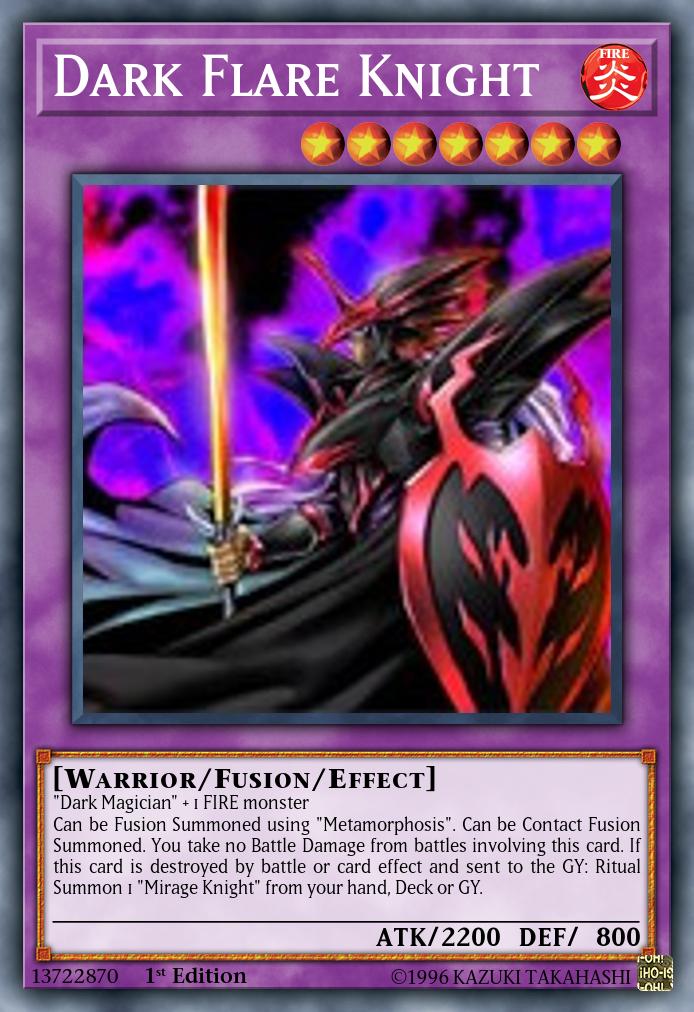 Dark Flare Knight
FIRE
炎
[Warrior/Fusion/Effect]
"Dark Magician" + 1 FIRE monster
Can be Fusion Summoned using "Metamorphosis". Can be Contact Fusion
Summoned. You take no Battle Damage from battles involving this card. If
this card is destroyed by battle or card effect and sent to the GY: Ritual
Summon 1 "Mirage Knight" from your hand, Deck or GY.
ATK/2200 DEF/ 800
13722870 1st Edition ©1996 KAZUKI TAKAHASHI